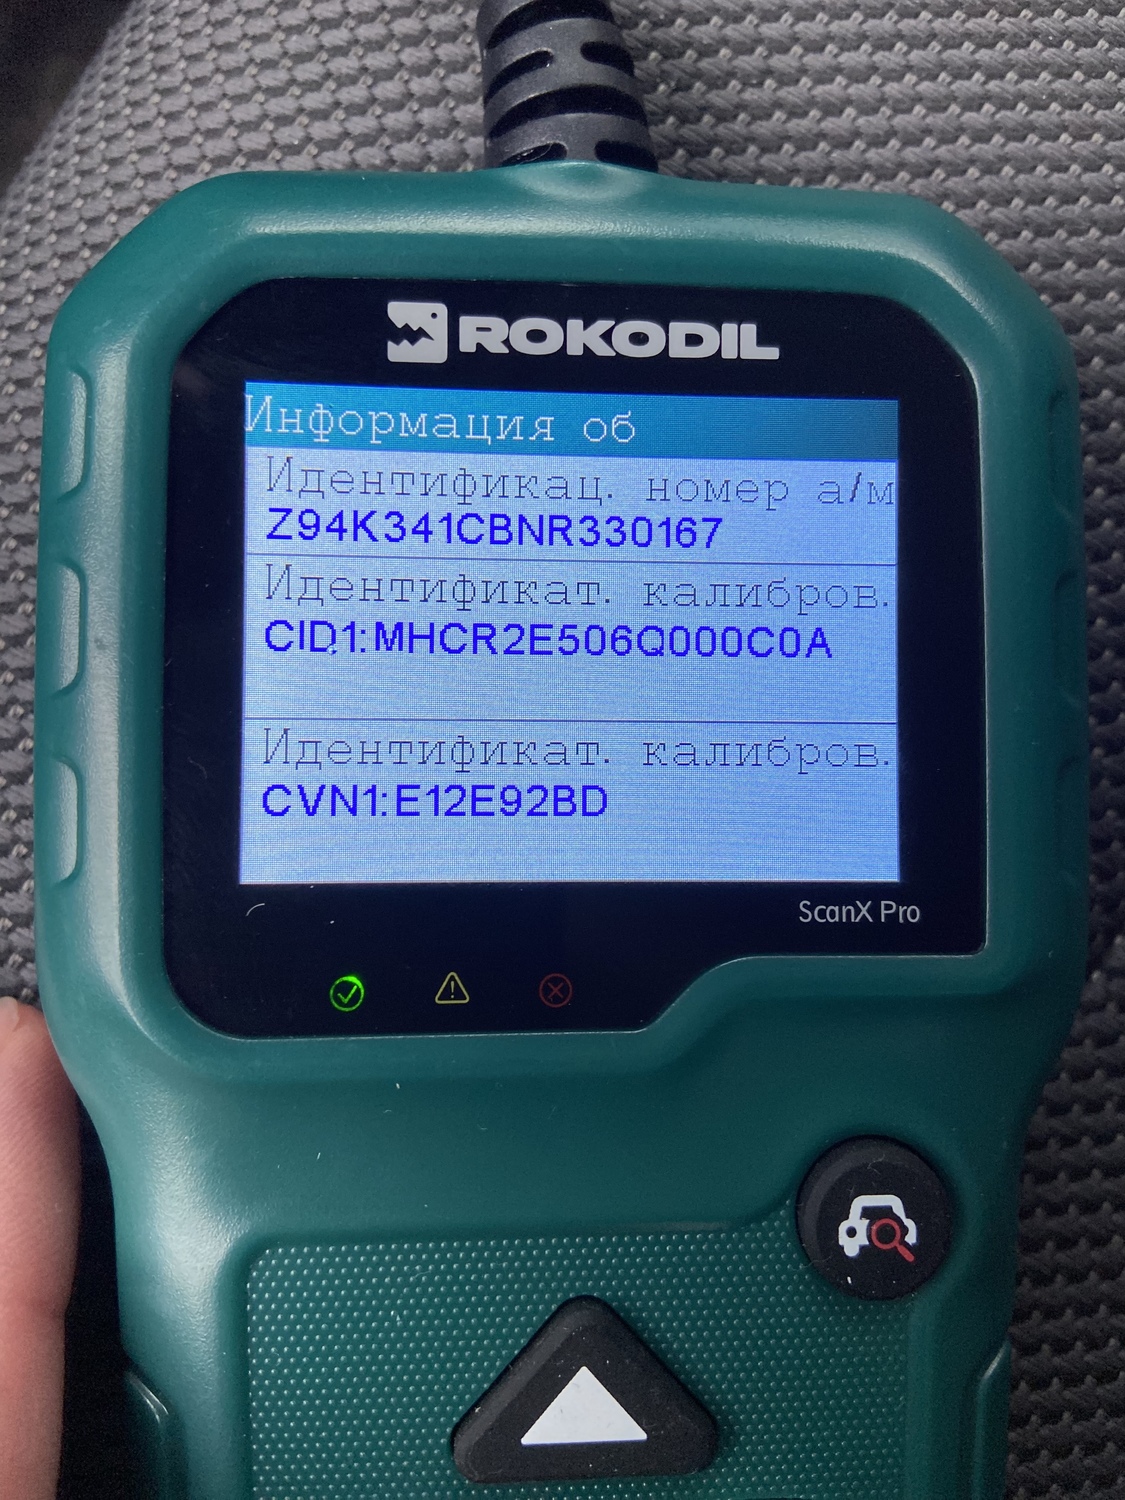 ROKODIL
Информация об
Идентификац. номер а/м
Z94K341CBNR330167
Идентификат. калибров.
CID1:MHCR2E506Q000C0A
Идентификат. калибров.
CVN1:E12E92BD
ScanX Pro